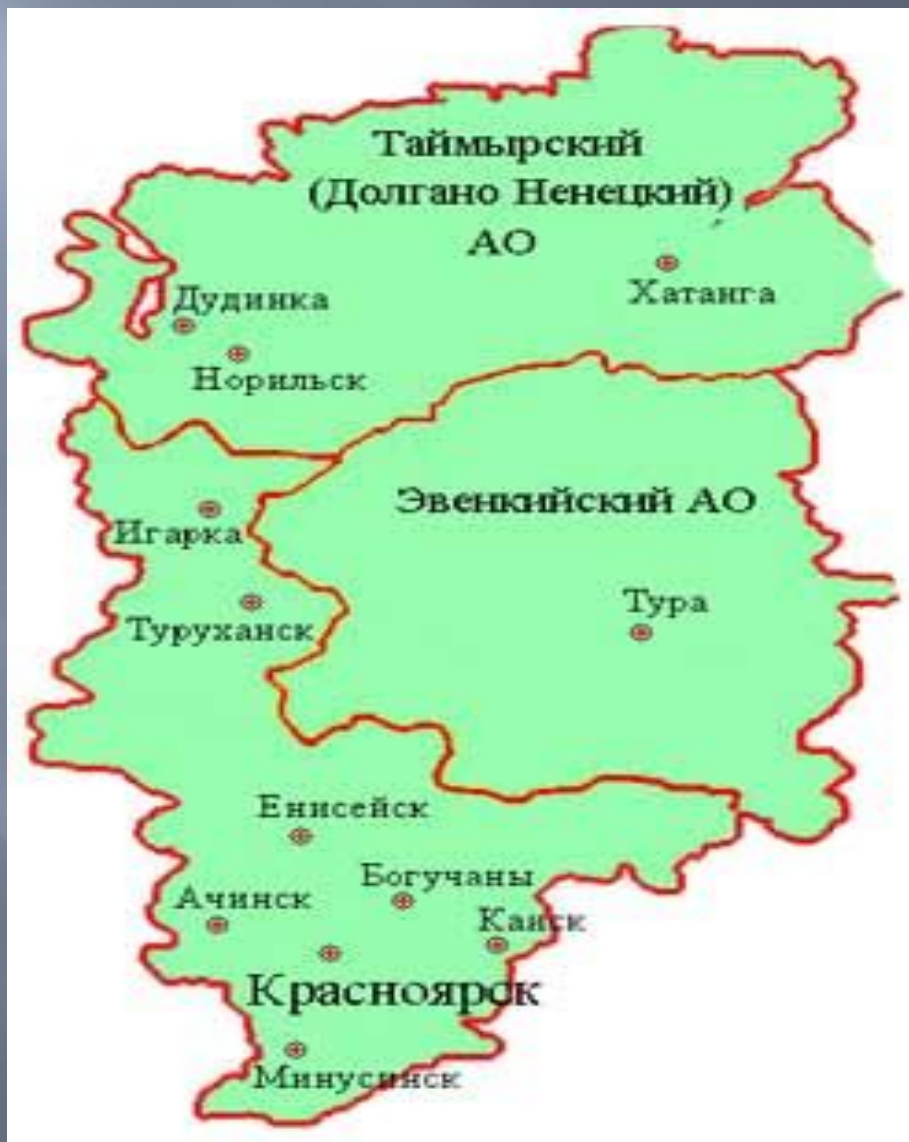 Таймырский
(Долгано Ненецкий)
АО
Хатанга
Дудинка
Норильск
Эвенкийский АО
Игарка
Тура
Туруханск
Енисейск
Богучаны
Ачинск
Канск
Красноярск
Минусинск